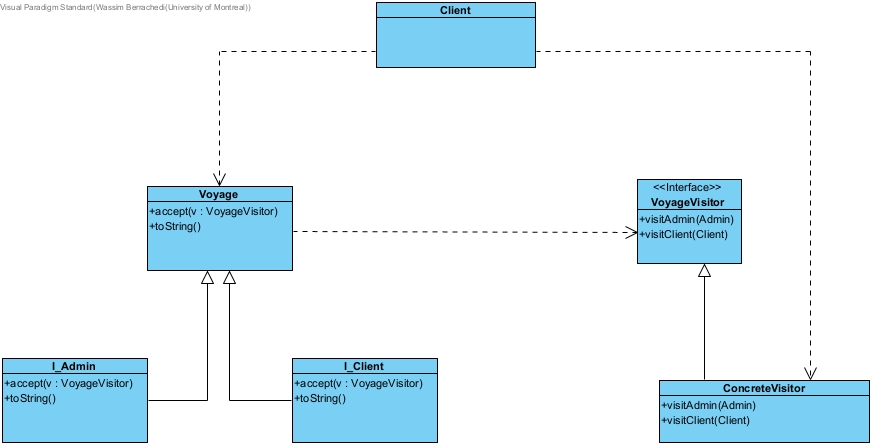 Visual Paradigm Standard(Wassim Berrachedi(University of Montreal))
Client
Voyage
+accept(v : VoyageVisitor)
+toString()
<<Interface>>
VoyageVisitor
+visitAdmin(Admin)
+visitClient(Client)
I_Admin
+accept(v : VoyageVisitor)
+toString()
I_Client
+accept(v : VoyageVisitor)
+toString()
ConcreteVisitor
+visitAdmin(Admin)
+visitClient(Client)